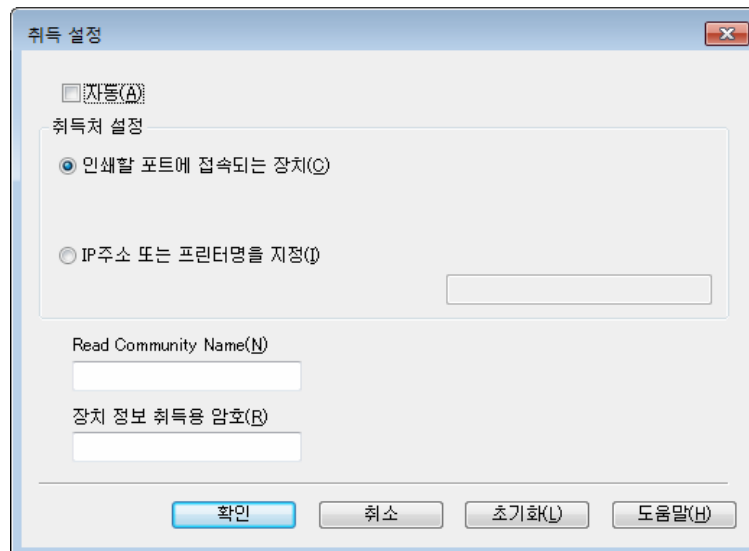 취득 설정
자동(A)
취득처 설정
인쇄할 포트에 접속되는 장치(C)
IP주소 또는 프린터명을 지정(I)
Read Community Name(N)
장치 정보 취득용 암호(R)
확인 취소 초기화(L) 도움말(H)